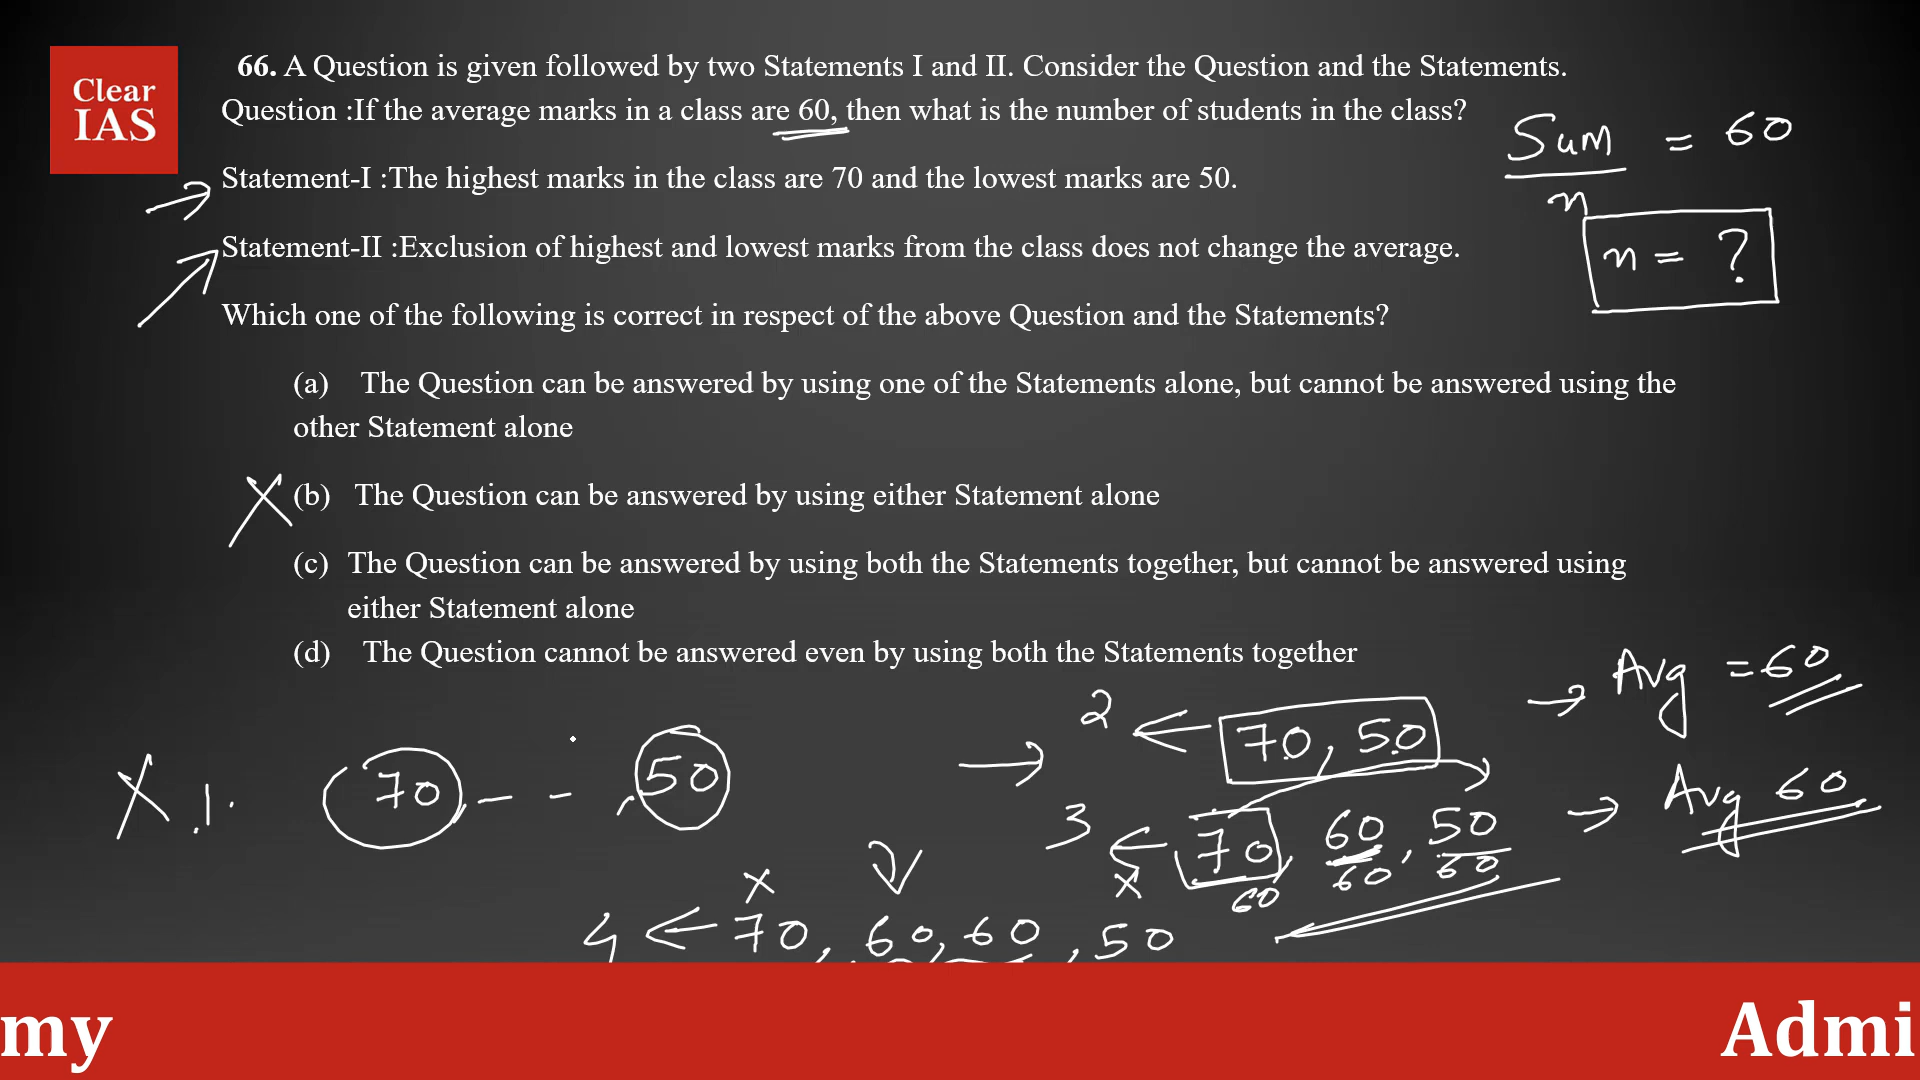 Clear
IAS
66. A Question is given followed by two Statements I and II. Consider the Question and the Statements.
Question :If the average marks in a class are 60, then what is the number of students in the class?
Sum = 60
n
n = ?
Statement-I :The highest marks in the class are 70 and the lowest marks are 50.
Statement-II :Exclusion of highest and lowest marks from the class does not change the average.
Which one of the following is correct in respect of the above Question and the Statements?
(a) The Question can be answered by using one of the Statements alone, but cannot be answered using the
other Statement alone
X (b) The Question can be answered by using either Statement alone
(c) The Question can be answered by using both the Statements together, but cannot be answered using
either Statement alone
(d) The Question cannot be answered even by using both the Statements together
2 ← 70, 50 → Avg = 60
X 1. 70 - - , 50 →
3 ← 70, 60, 50 → Avg 60
60 60 60
x x
4 ← 70, 60, 60, 50
my Admi